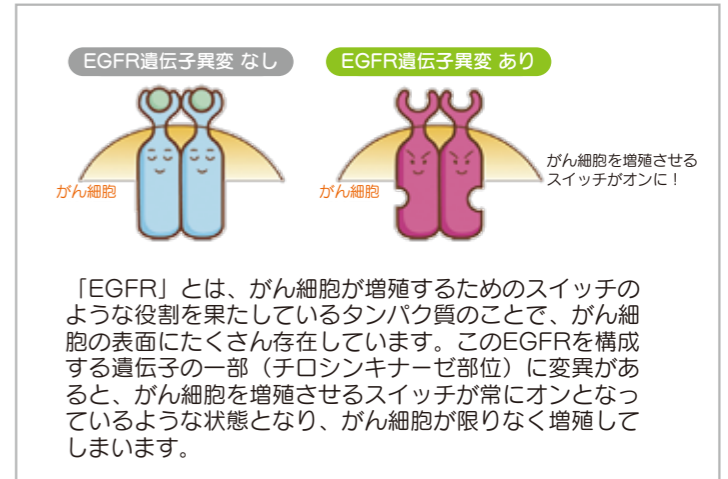 EGFR遺伝子異変 なし
EGFR遺伝子異変 あり
がん細胞
がん細胞
がん細胞を増殖させる
スイッチがオンに！
「EGFR」とは、がん細胞が増殖するためのスイッチの
ような役割を果たしているタンパク質のことで、がん細
胞の表面にたくさん存在しています。このEGFRを構成
する遺伝子の一部（チロシンキナーゼ部位）に変異があ
ると、がん細胞を増殖させるスイッチが常にオンとなっ
ているような状態となり、がん細胞が限りなく増殖して
しまいます。